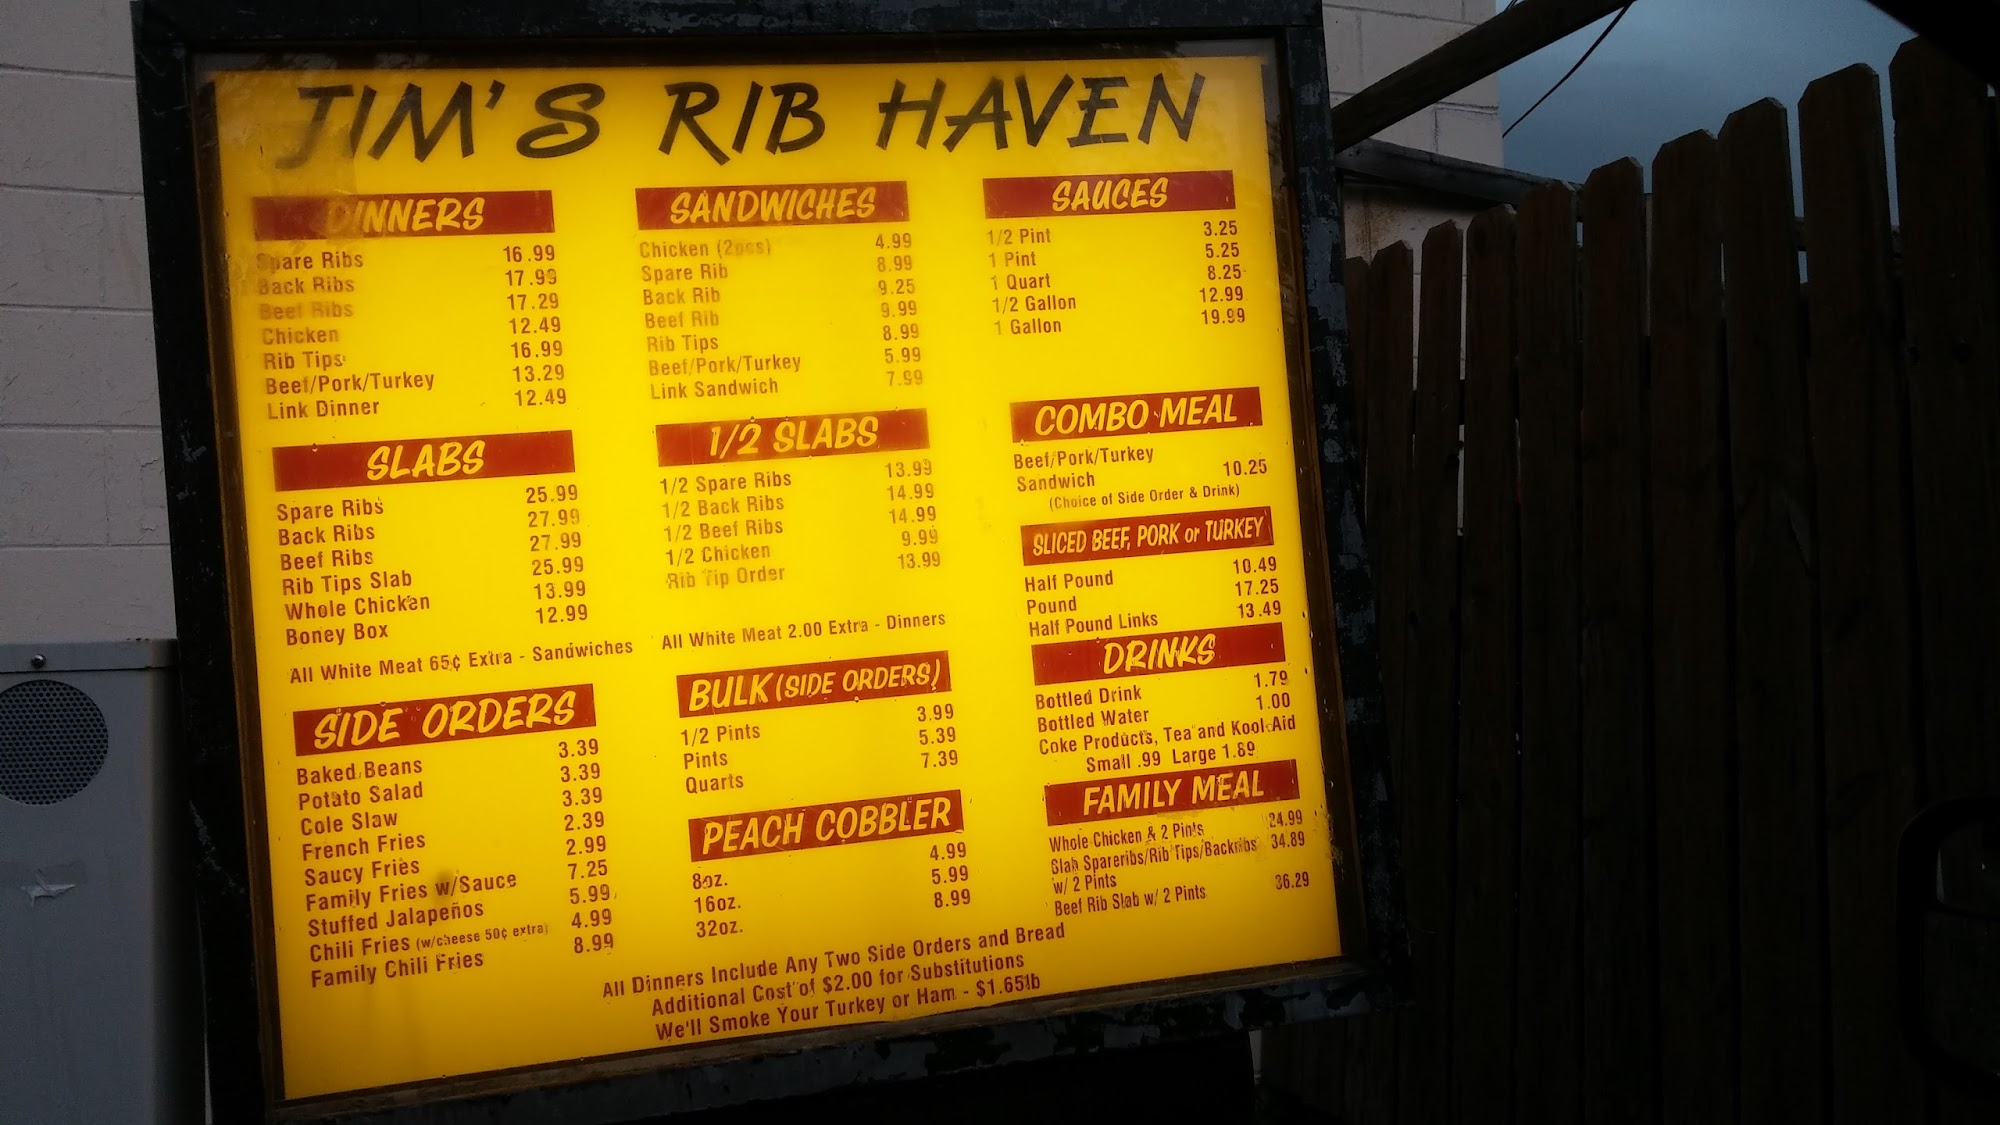 JIM'S RIB HAVEN
DINNERS
Spare Ribs 16.99
Back Ribs 17.99
Beef Ribs 17.29
Chicken 12.49
Rib Tips 16.99
Beef/Pork/Turkey 13.29
Link Dinner 12.49
SLABS
Spare Ribs 25.99
Back Ribs 27.99
Beef Ribs 27.99
Rib Tips Slab 25.99
Whole Chicken 13.99
Boney Box 12.99
All White Meat 65¢ Extra - Sandwiches
SIDE ORDERS
Baked Beans 3.39
Potato Salad 3.39
Cole Slaw 3.39
French Fries 2.39
Saucy Fries 2.99
Family Fries w/Sauce 7.25
Stuffed Jalapeños 5.99
Chili Fries (w/cheese 50¢ extra) 4.99
Family Chili Fries 8.99
SANDWICHES
Chicken (2pcs) 4.99
Spare Rib 8.99
Back Rib 9.25
Beef Rib 9.99
Rib Tips 8.99
Beef/Pork/Turkey 5.99
Link Sandwich 7.99
1/2 SLABS
1/2 Spare Ribs 13.99
1/2 Back Ribs 14.99
1/2 Beef Ribs 14.99
1/2 Chicken 9.99
Rib Tip Order 13.99
All White Meat 2.00 Extra - Dinners
BULK (SIDE ORDERS)
1/2 Pints 3.99
Pints 5.39
Quarts 7.39
PEACH COBBLER
8oz. 4.99
16oz. 5.99
32oz. 8.99
SAUCES
1/2 Pint 3.25
1 Pint 5.25
1 Quart 8.25
1/2 Gallon 12.99
1 Gallon 19.99
COMBO MEAL
Beef/Pork/Turkey
Sandwich 10.25
(Choice of Side Order & Drink)
SLICED BEEF, PORK or TURKEY
Half Pound 10.49
Pound 17.25
Half Pound Links 13.49
DRINKS
Bottled Drink 1.79
Bottled Water 1.00
Coke Products, Tea and Kool-Aid
Small .99 Large 1.89
FAMILY MEAL
Whole Chicken & 2 Pints 24.99
Slab Spareribs/Rib Tips/Backribs 34.89
w/ 2 Pints
Beef Rib Slab w/ 2 Pints 36.29
All Dinners Include Any Two Side Orders and Bread
Additional Cost of $2.00 for Substitutions
We'll Smoke Your Turkey or Ham - $1.65lb